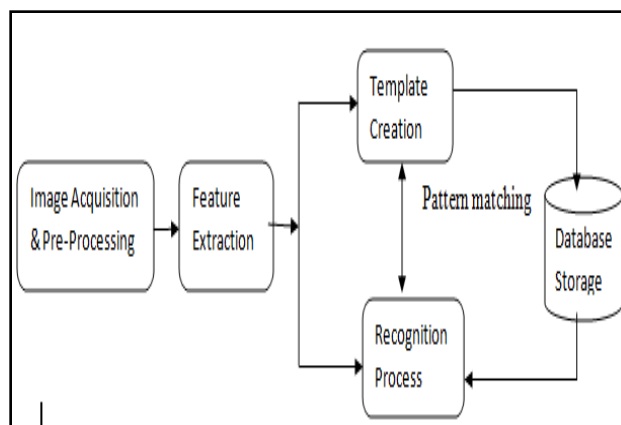 Template
Creation
Image Acquisition
& Pre-Processing
Feature
Extraction
Pattern matching
Database
Storage
Recognition
Process